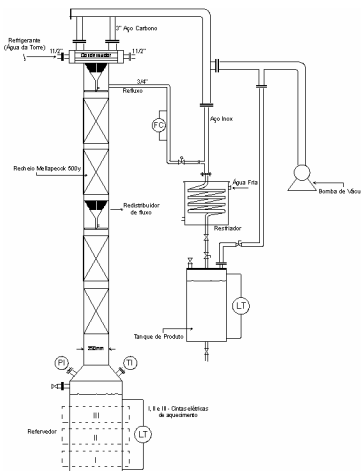 3" Aço Carbono
Refrigerante
(Água da Torre)
1 1/2"
1 1/2"
Condensador
3/4"
Refluxo
FC
Aço Inox
Recheio Mellapack 500y
Água Fria
Bomba de Vácu
Redistribuidor
de fluxo
Resfriador
LT
Tanque de Produto
350mm
PI
TI
I, II e III - Cintas elétricas
de aquecimento
III
Refervedor
II
LT
I